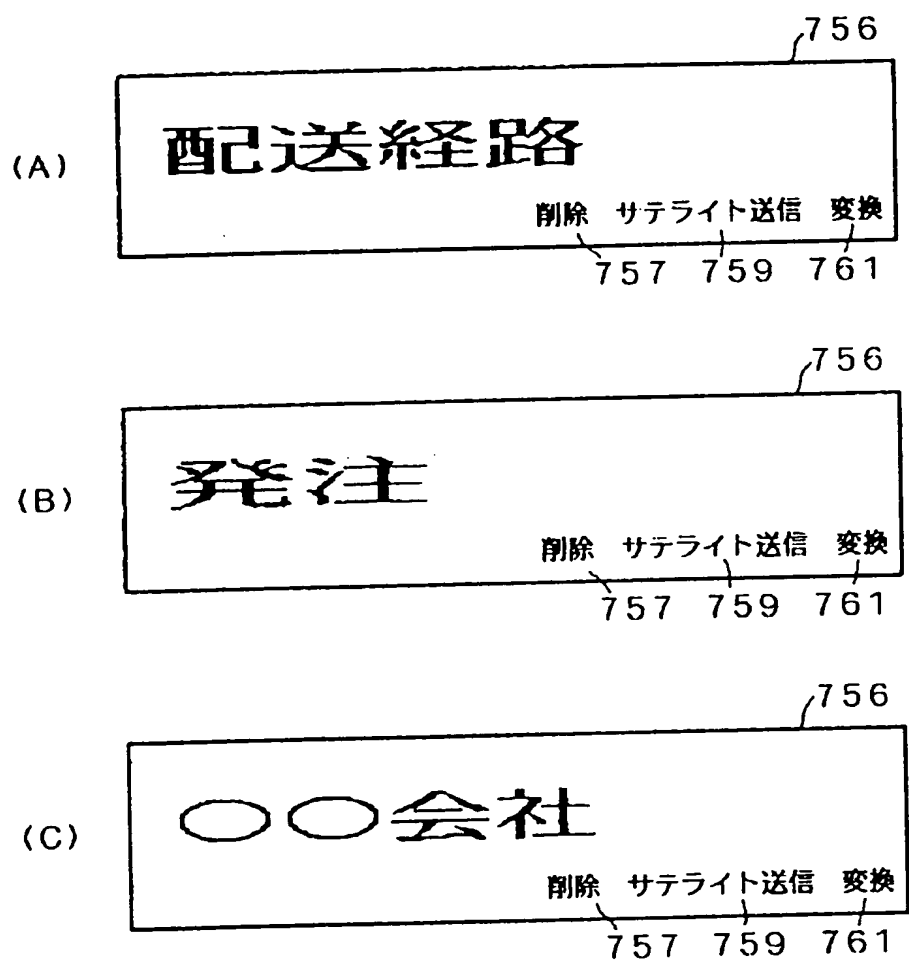 756
(A) 配送経路
削除 サテライト送信 変換
757 759 761
756
(B) 発注
削除 サテライト送信 変換
757 759 761
756
(C) ○○会社
削除 サテライト送信 変換
757 759 761